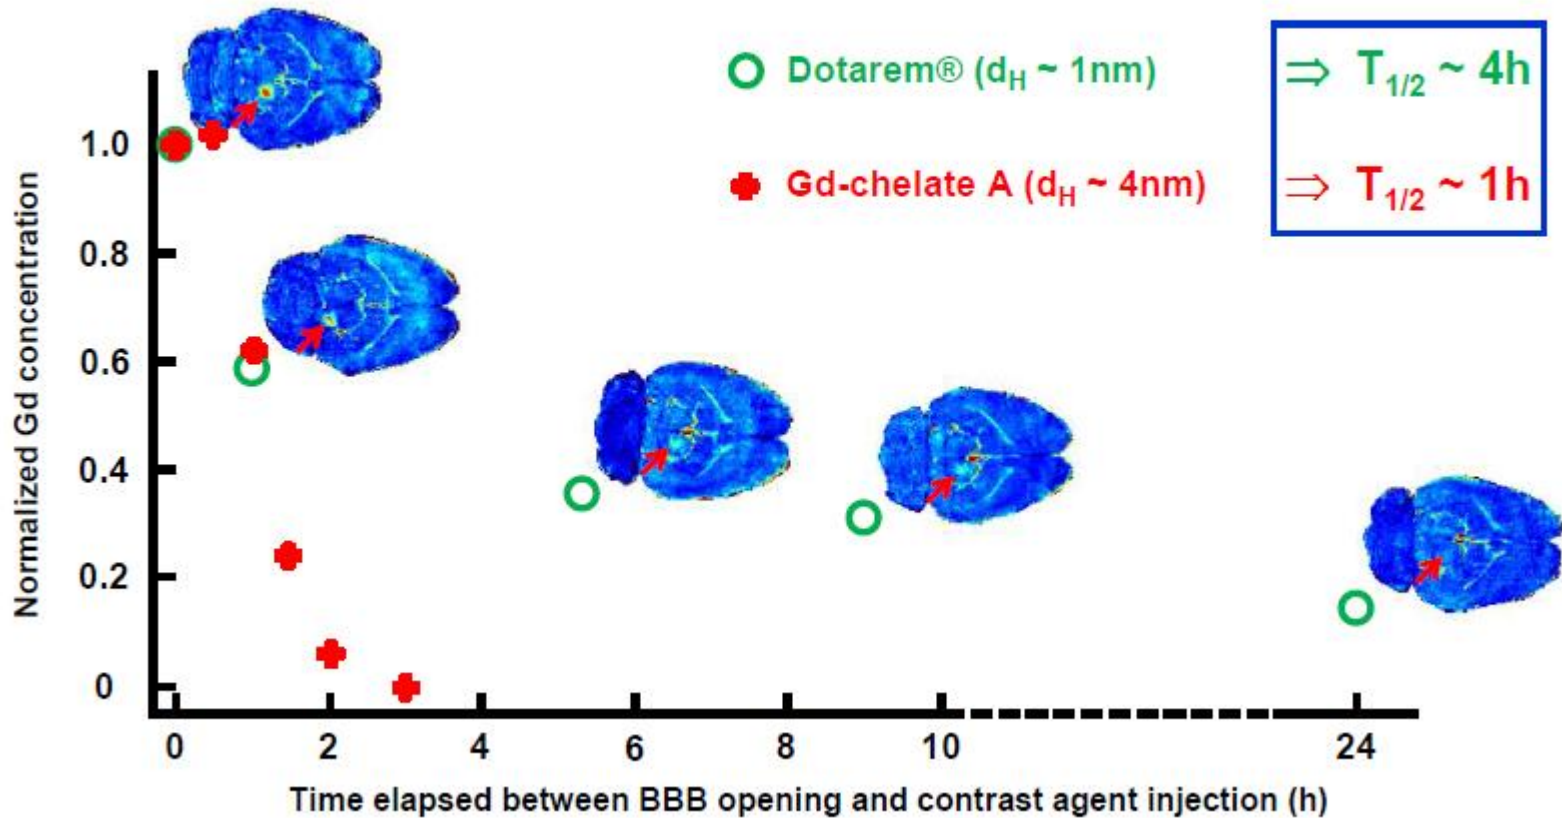 Dotarem® (dH ~ 1nm)
⇒ T1/2 ~ 4h
Gd-chelate A (dH ~ 4nm)
⇒ T1/2 ~ 1h
Normalized Gd concentration
1.0
0.8
0.6
0.4
0.2
0
0 2 4 6 8 10 24
Time elapsed between BBB opening and contrast agent injection (h)